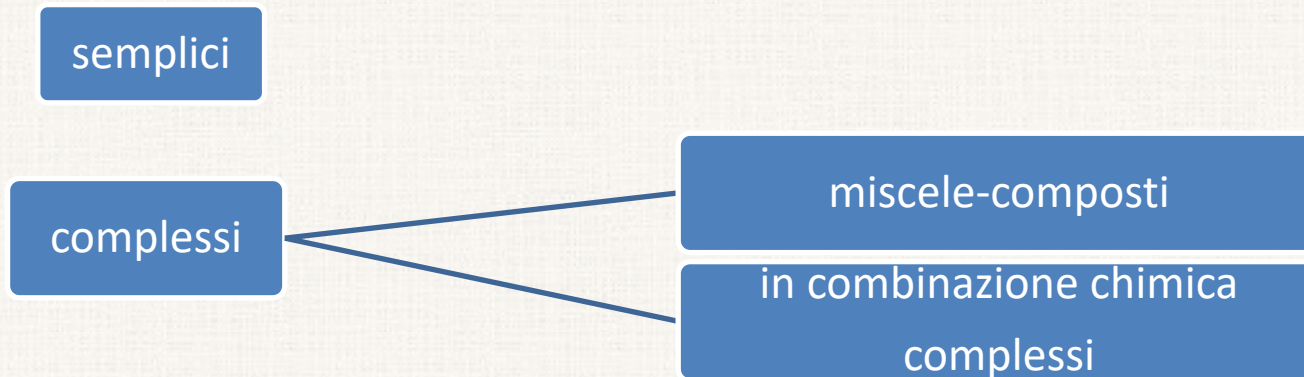 semplici
complessi
miscele-composti
in combinazione chimica
complessi